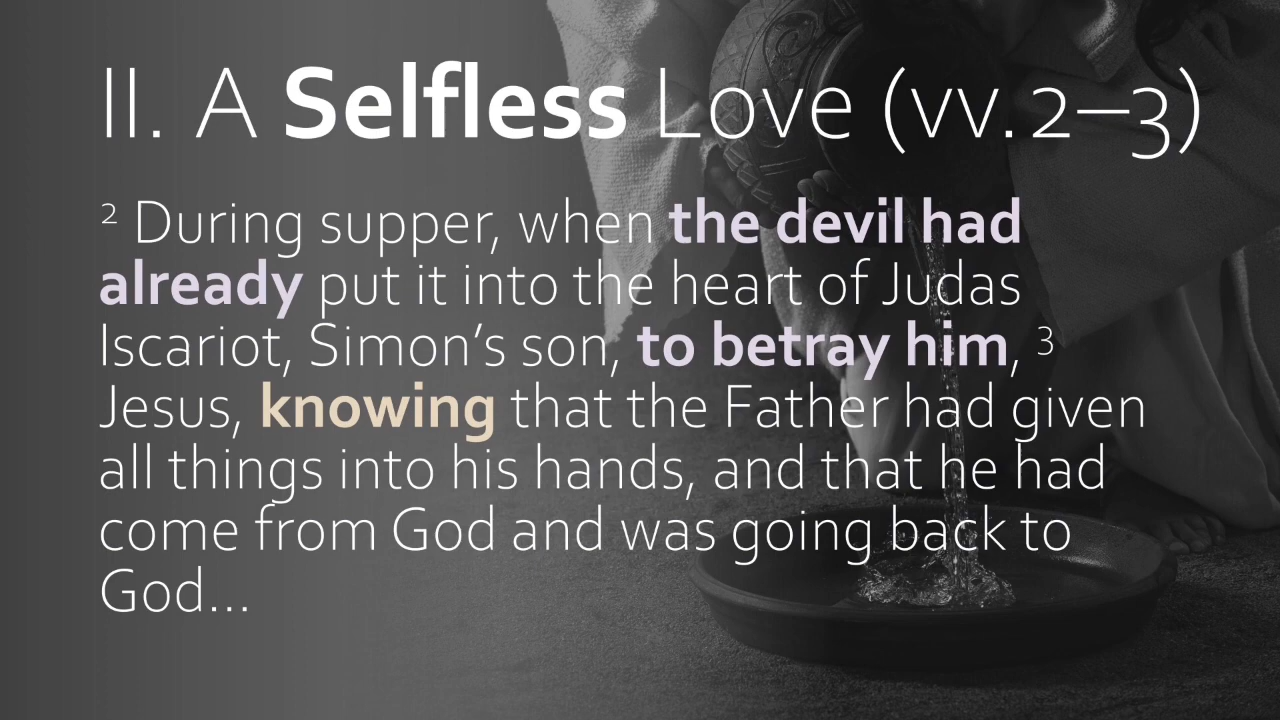 II. A Selfless Love (vv. 2–3)
² During supper, when the devil had
already put it into the heart of Judas
Iscariot, Simon’s son, to betray him, ³
Jesus, knowing that the Father had given
all things into his hands, and that he had
come from God and was going back to
God…